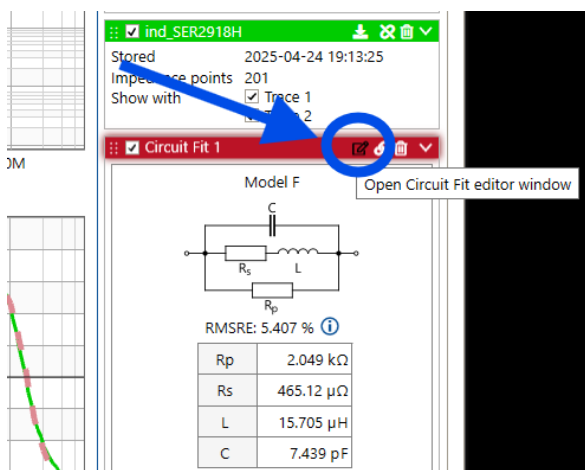 ind_SER2918H
Stored 2025-04-24 19:13:25
Impedance points 201
Show with Trace 1
2
Circuit Fit 1
0M
Model F
Open Circuit Fit editor window
C
Rs L
Rp
RMSRE: 5.407 %
Rp 2.049 kΩ
Rs 465.12 µΩ
L 15.705 µH
C 7.439 pF